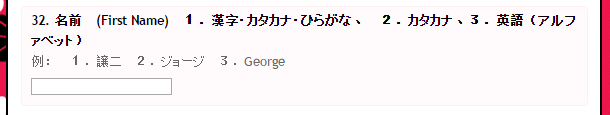 32. 名前　(First Name)　１．漢字・カタカナ・ひらがな、　２．カタカナ、３．英語（アルフ
ァベット）
例：　１．譲二　２．ジョージ　３．George